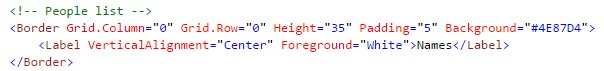 <!-- People list -->
<Border Grid.Column="0" Grid.Row="0" Height="35" Padding="5" Background="#4E87D4">
    <Label VerticalAlignment="Center" Foreground="White">Names</Label>
</Border>